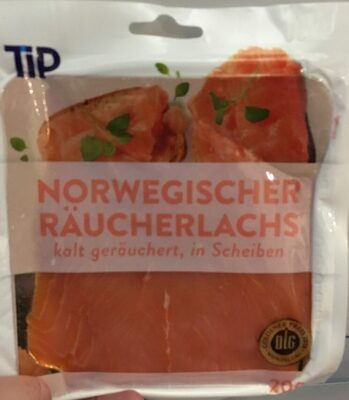 TiP
NORWEGISCHER
RÄUCHERLACHS
kalt geräuchert, in Scheiben
DLG